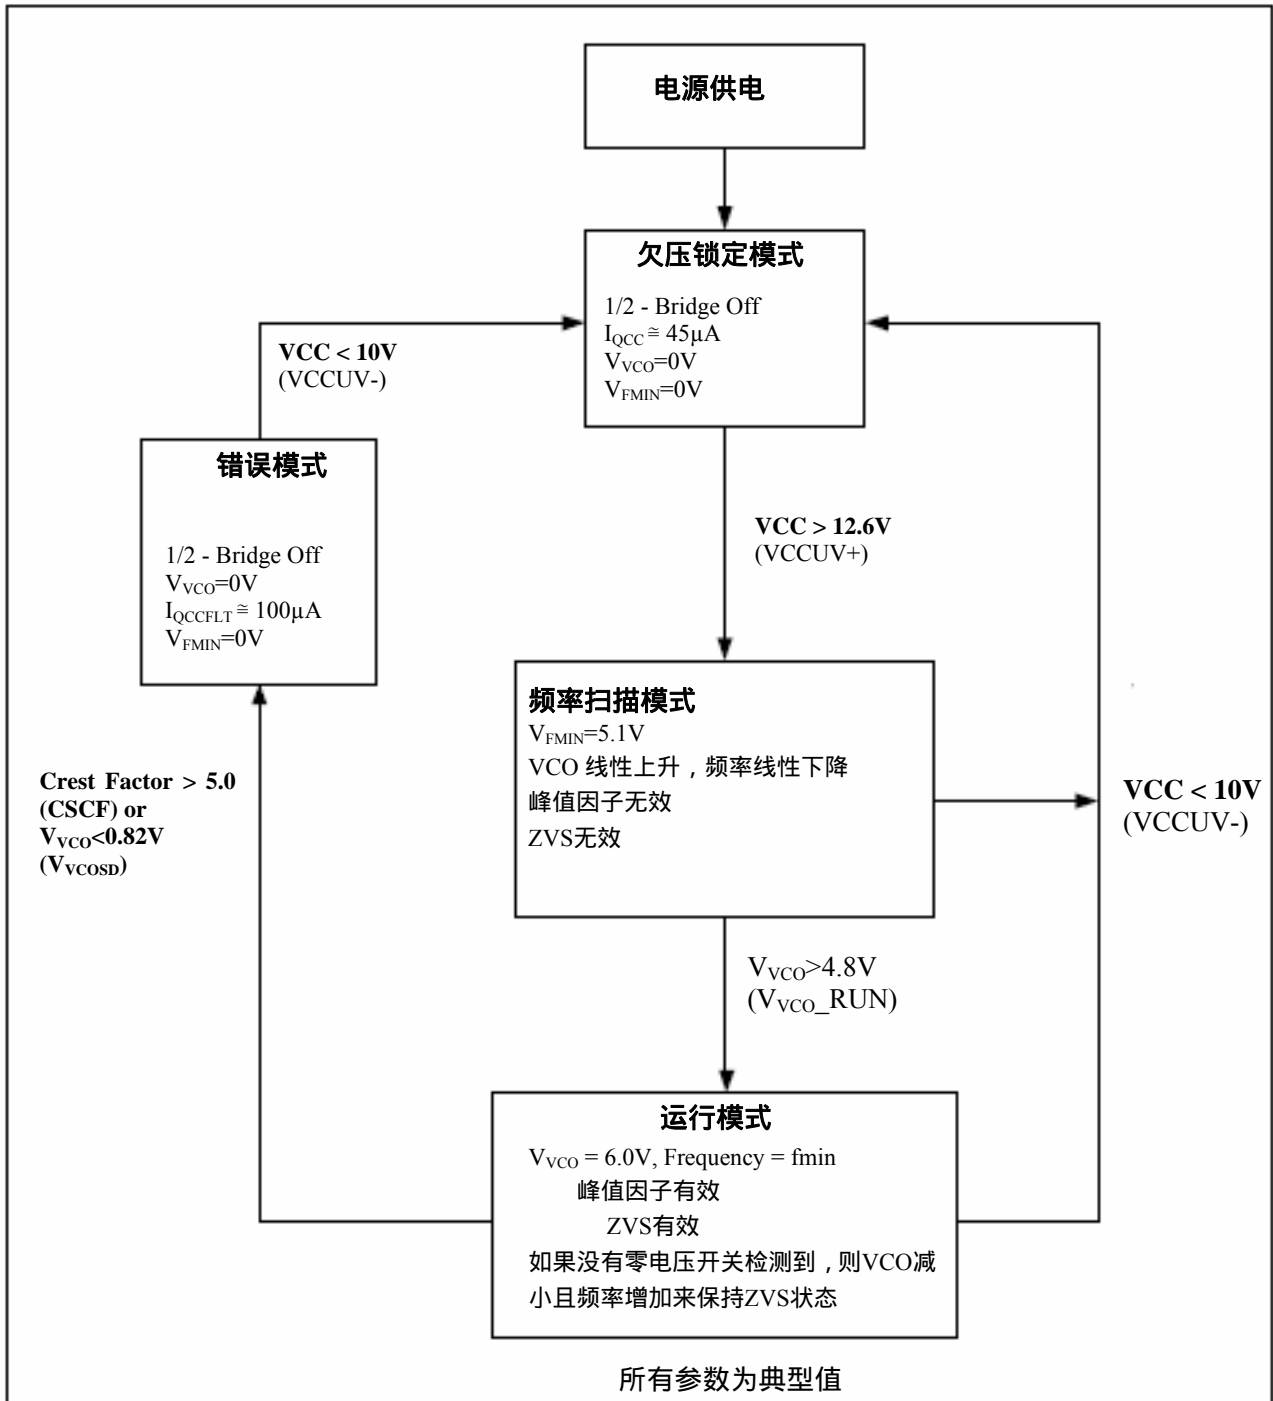 电源供电
欠压锁定模式
1/2 - Bridge Off
IQCC ≅ 45µA
VVCO=0V
VFMIN=0V
VCC < 10V
(VCCUV-)
错误模式
1/2 - Bridge Off
VVCO=0V
IQCCFLT ≅ 100µA
VFMIN=0V
VCC > 12.6V
(VCCUV+)
频率扫描模式
VFMIN=5.1V
VCO 线性上升，频率线性下降
峰值因子无效
ZVS无效
Crest Factor > 5.0
(CSCF) or
VVCO<0.82V
(VVCOSD)
VCC < 10V
(VCCUV-)
VVCO>4.8V
(VVCO_RUN)
运行模式
VVCO = 6.0V, Frequency = fmin
峰值因子有效
ZVS有效
如果没有零电压开关检测到，则VCO减
小且频率增加来保持ZVS状态
所有参数为典型值